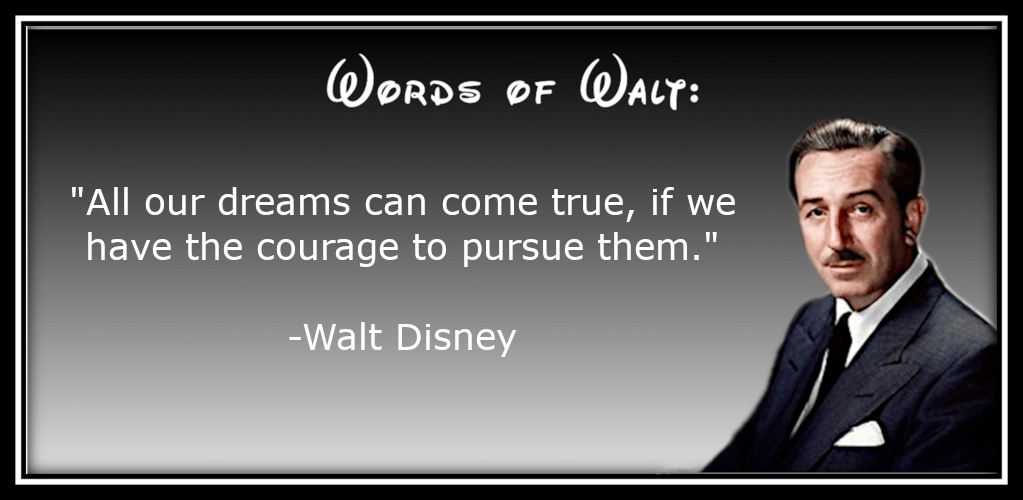 Words of Walt:
"All our dreams can come true, if we
have the courage to pursue them."
-Walt Disney